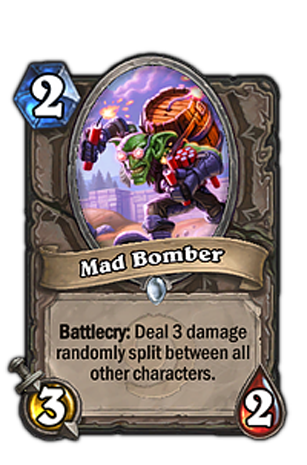 2
Mad Bomber
Battlecry: Deal 3 damage
randomly split between all
other characters.
3
2